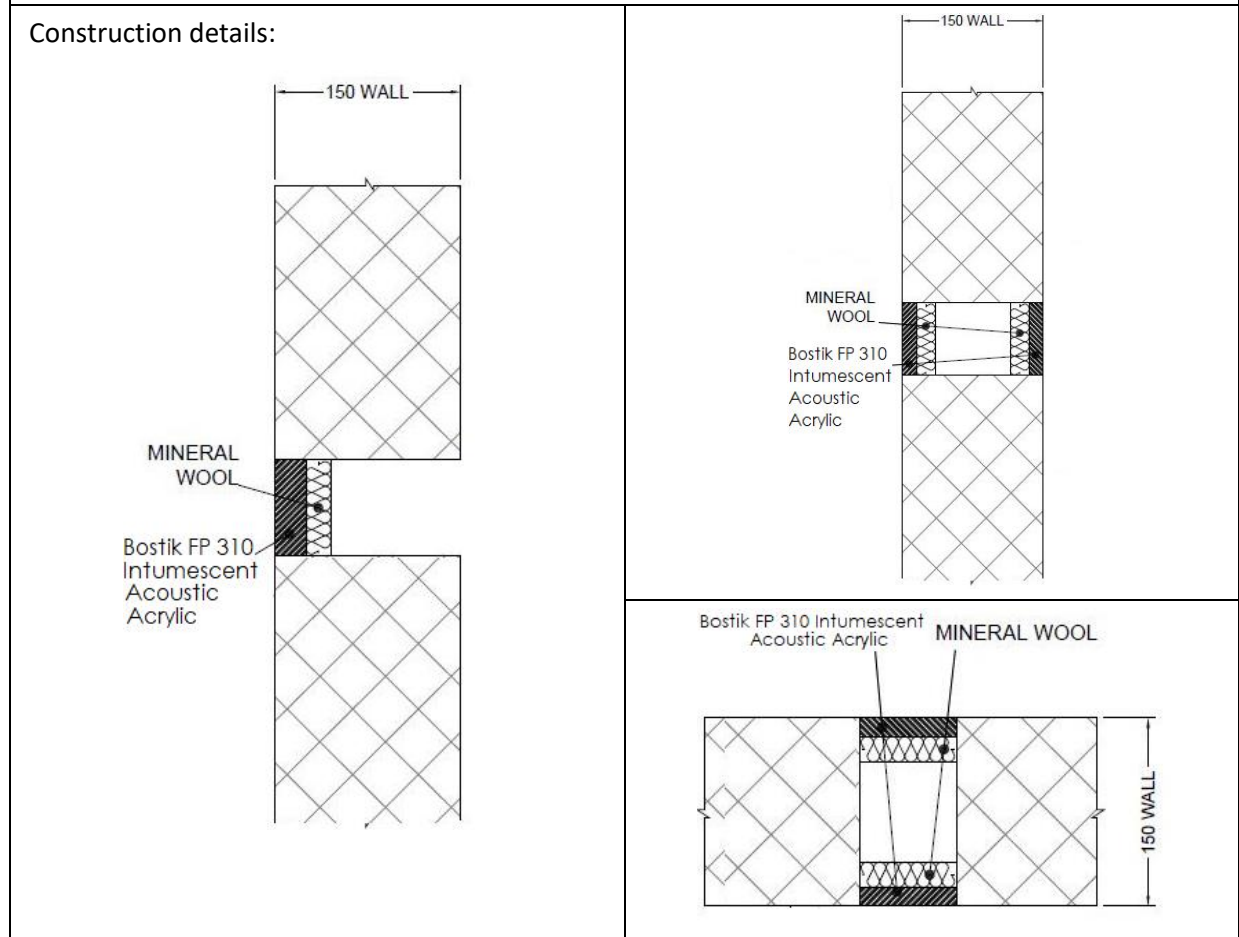 Construction details:
150 WALL
MINERAL
WOOL
Bostik FP 310
Intumescent
Acoustic
Acrylic
150 WALL
MINERAL
WOOL
Bostik FP 310
Intumescent
Acoustic
Acrylic
Bostik FP 310 Intumescent
Acoustic Acrylic
MINERAL WOOL
150 WALL